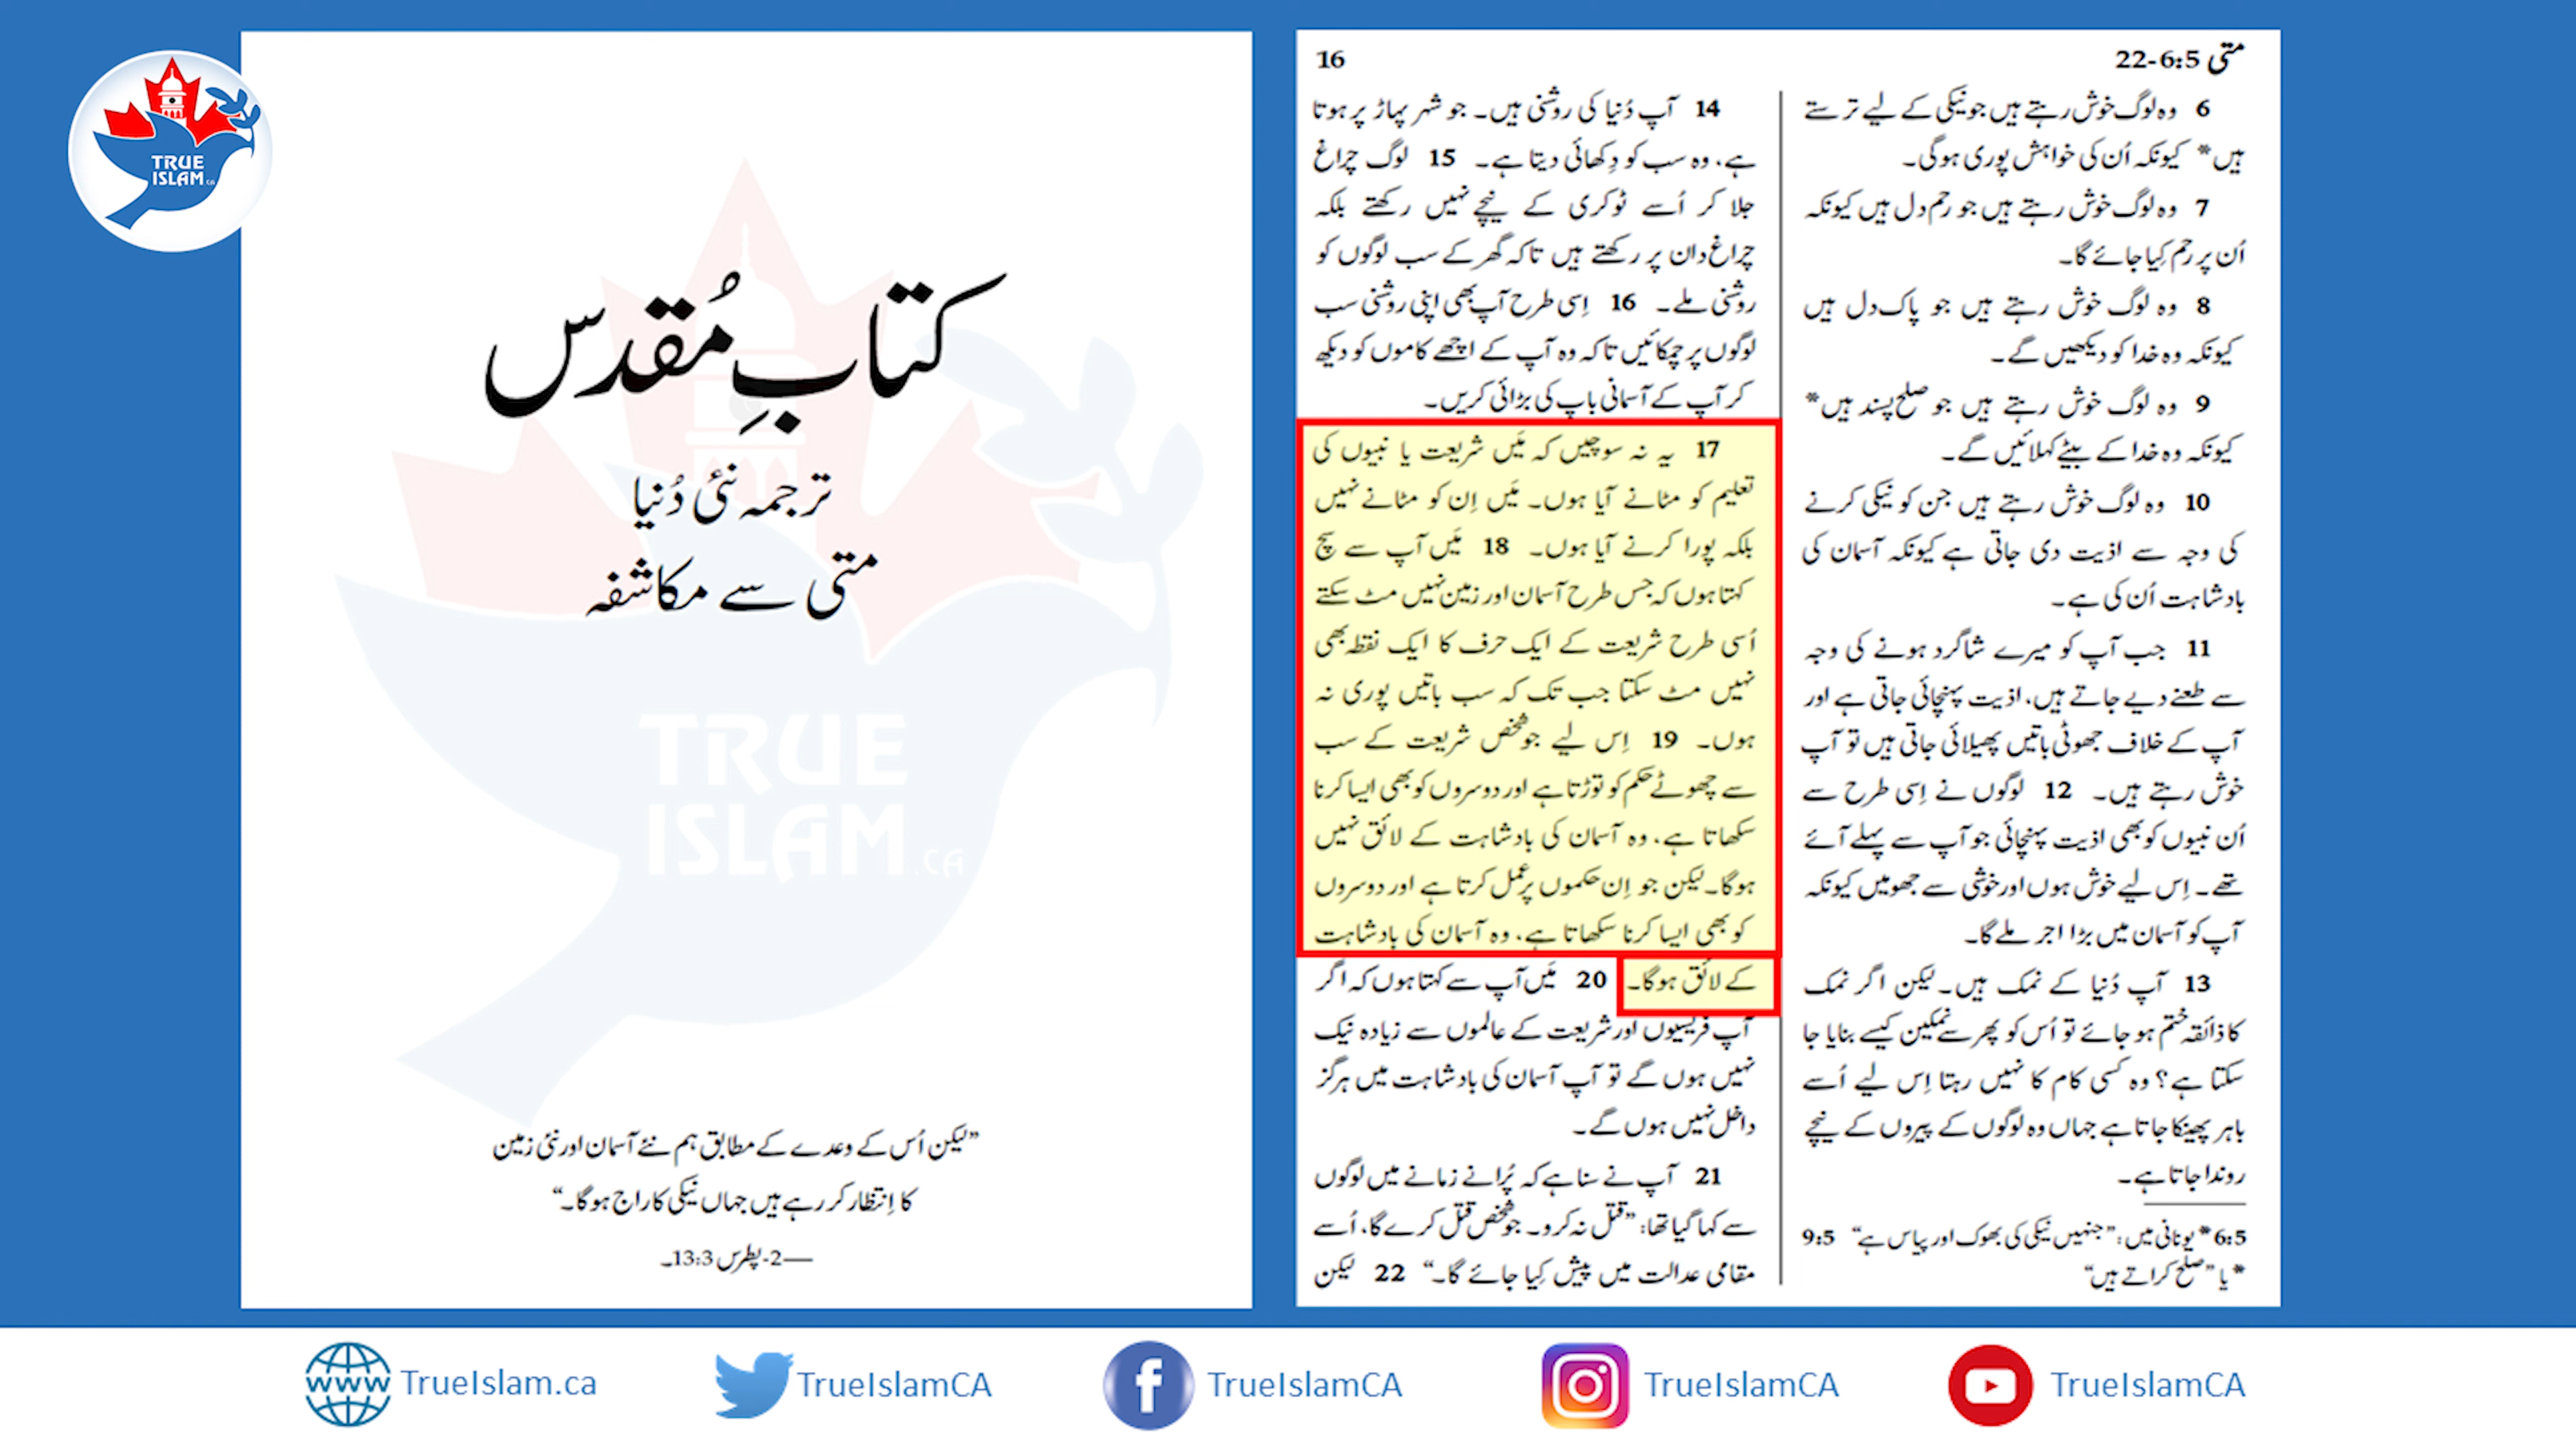 TRUE
ISLAM.CA
کتابِ مُقدس
ترجمہ نئی دُنیا
متی سے مکاشفہ
TRUE
ISLAM.CA
”لیکن اُس کے وعدے کے مطابق ہم نئے آسمان اور نئی زمین
کا اِنتظار کر رہے ہیں جہاں نیکی کا راج ہوگا۔“
—2-پطرس 13:3۔
متی 5:6-22
16
6 وہ لوگ خوش رہتے ہیں جو نیکی کے لیے ترستے
ہیں* کیونکہ اُن کی خواہش پوری ہوگی۔
7 وہ لوگ خوش رہتے ہیں جو رحم دل ہیں کیونکہ
اُن پر رحم کِیا جائے گا۔
8 وہ لوگ خوش رہتے ہیں جو پاک دل ہیں
کیونکہ وہ خدا کو دیکھیں گے۔
9 وہ لوگ خوش رہتے ہیں جو صلح پسند ہیں*
کیونکہ وہ خدا کے بیٹے کہلائیں گے۔
10 وہ لوگ خوش رہتے ہیں جن کو نیکی کرنے
کی وجہ سے اذیت دی جاتی ہے کیونکہ آسمان کی
بادشاہت اُن کی ہے۔
11 جب آپ کو میرے شاگرد ہونے کی وجہ
سے طعنے دیے جاتے ہیں، اذیت پہنچائی جاتی ہے اور
آپ کے خلاف جھوٹی باتیں پھیلائی جاتی ہیں تو آپ
خوش رہتے ہیں۔ 12 لوگوں نے اِسی طرح سے
اُن نبیوں کو بھی اذیت پہنچائی جو آپ سے پہلے آئے
تھے۔ اِس لیے خوش ہوں اور خوشی سے جھومیں کیونکہ
آپ کو آسمان میں بڑا اجر ملے گا۔
13 آپ دُنیا کے نمک ہیں۔ لیکن اگر نمک
کا ذائقہ ختم ہو جائے تو اُس کو پھر سے نمکین کیسے بنایا جا
سکتا ہے؟ وہ کسی کام کا نہیں رہتا اِس لیے اُسے
باہر پھینکا جاتا ہے جہاں وہ لوگوں کے پیروں کے نیچے
روندا جاتا ہے۔
6:5* یونانی میں: ”جنہیں نیکی کی بھوک اور پیاس ہے“ 9:5
* یا ”صلح کراتے ہیں“
14 آپ دُنیا کی روشنی ہیں۔ جو شہر پہاڑ پر ہوتا
ہے، وہ سب کو دِکھائی دیتا ہے۔ 15 لوگ چراغ
جلا کر اُسے ٹوکری کے نیچے نہیں رکھتے بلکہ
چراغ دان پر رکھتے ہیں تاکہ گھر کے سب لوگوں کو
روشنی ملے۔ 16 اِسی طرح آپ بھی اپنی روشنی سب
لوگوں پر چمکائیں تاکہ وہ آپ کے اچھے کاموں کو دیکھ
کر آپ کے آسمانی باپ کی بڑائی کریں۔
17 یہ نہ سوچیں کہ مَیں شریعت یا نبیوں کی
تعلیم کو مٹانے آیا ہوں۔ مَیں اِن کو مٹانے نہیں
بلکہ پورا کرنے آیا ہوں۔ 18 مَیں آپ سے سچ
کہتا ہوں کہ جس طرح آسمان اور زمین نہیں مٹ سکتے
اُسی طرح شریعت کے ایک حرف کا ایک نقطہ بھی
نہیں مٹ سکتا جب تک کہ سب باتیں پوری نہ
ہوں۔ 19 اِس لیے جو شخص شریعت کے سب
سے چھوٹے حکم کو توڑتا ہے اور دوسروں کو بھی ایسا کرنا
سکھاتا ہے، وہ آسمان کی بادشاہت کے لائق نہیں
ہوگا۔ لیکن جو اِن حکموں پر عمل کرتا ہے اور دوسروں
کو بھی ایسا کرنا سکھاتا ہے، وہ آسمان کی بادشاہت
کے لائق ہوگا۔ 20 مَیں آپ سے کہتا ہوں کہ اگر
آپ فریسیوں اور شریعت کے عالموں سے زیادہ نیک
نہیں ہوں گے تو آپ آسمان کی بادشاہت میں ہرگز
داخل نہیں ہوں گے۔
21 آپ نے سنا ہے کہ پُرانے زمانے میں لوگوں
سے کہا گیا تھا: ”قتل نہ کرو۔ جو شخص قتل کرے گا، اُسے
مقامی عدالت میں پیش کِیا جائے گا۔“ 22 لیکن
www TrueIslam.ca
TrueIslamCA
TrueIslamCA
TrueIslamCA
TrueIslamCA